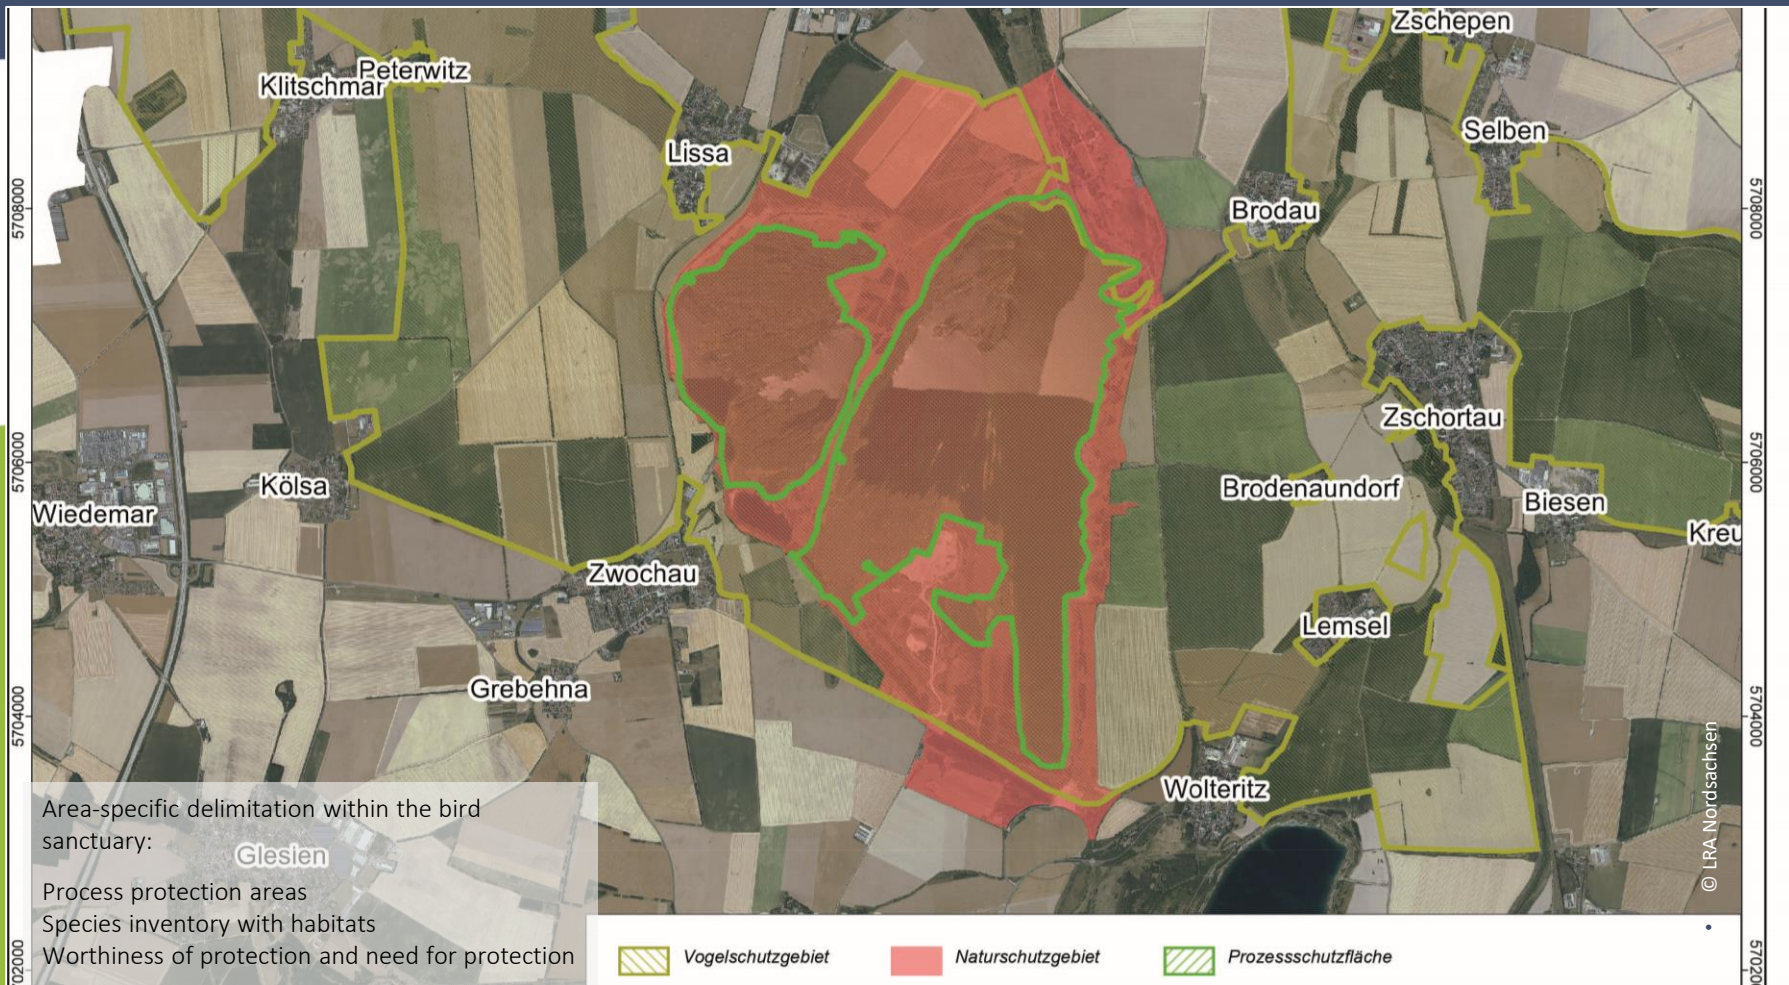 Zschepen
Klitschmar
Peterwitz
Lissa
Selben
Brodau
5708000
5708000
Zschortau
Kölsa
Brodenaundorf
5706000
5706000
Wiedemar
Biesen
Kreu
Zwochau
Lemsel
Grebehna
5704000
5704000
Wolteritz
© LRA Nordsachsen
Area-specific delimitation within the bird
sanctuary:
Glesien
Process protection areas
Species inventory with habitats
Worthiness of protection and need for protection
Vogelschutzgebiet
Naturschutzgebiet
Prozessschutzfläche